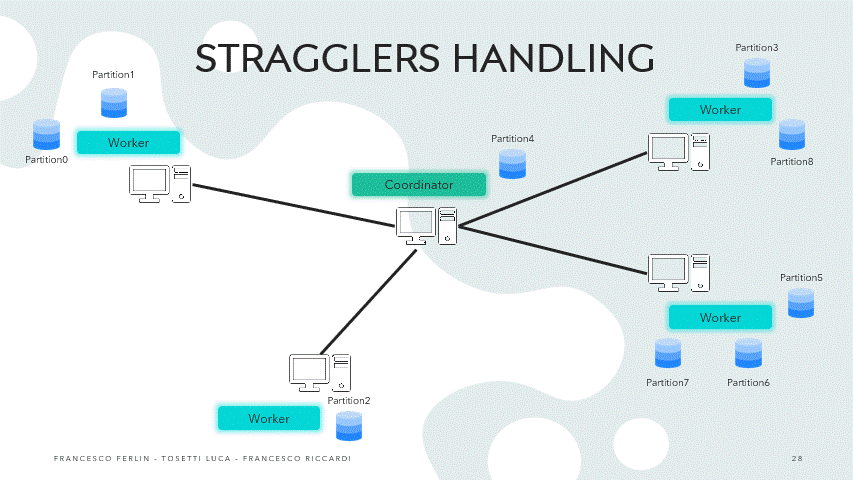 STRAGGLERS HANDLING
Partition3
Partition1
Worker
Partition4
Worker
Partition0
Partition8
Coordinator
Partition5
Worker
Partition7
Partition6
Partition2
Worker
FRANCESCO FERLIN - TOSETTI LUCA - FRANCESCO RICCARDI
28